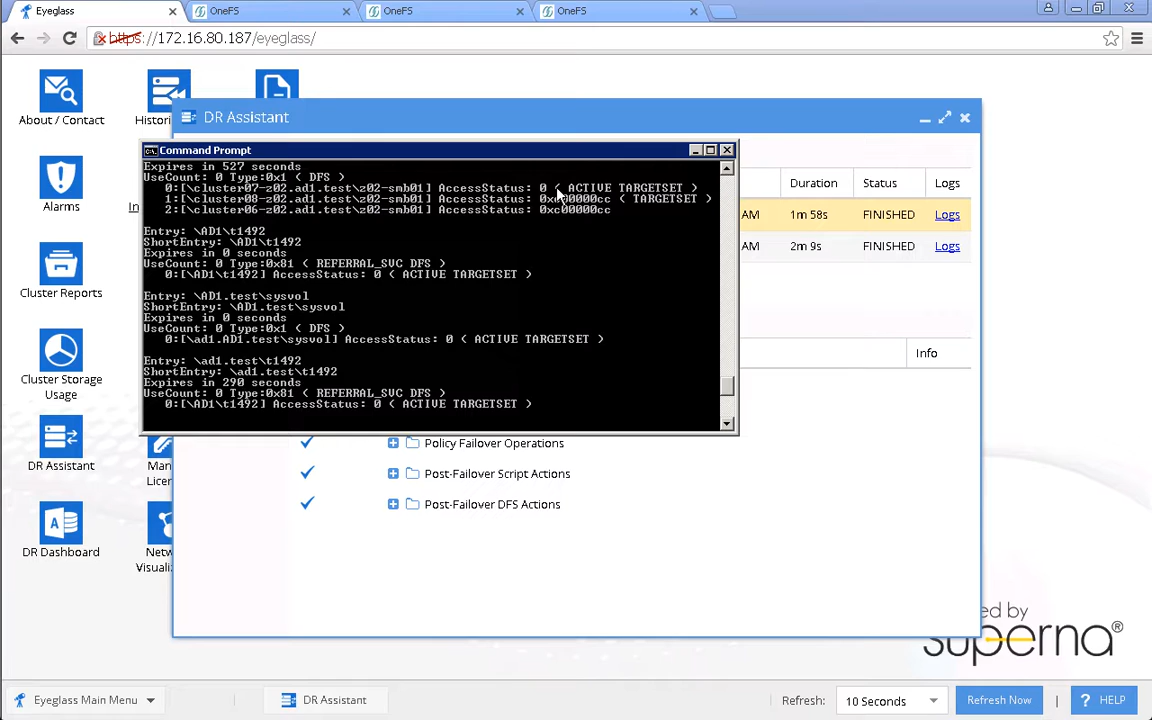 Eyeglass
OneFS
OneFS
OneFS
https://172.16.80.187/eyeglass/
About / Contact
Alarms
Cluster Reports
Cluster Storage
Usage
DR Assistant
DR Dashboard
DR Assistant
Duration
Status
Logs
AM
1m 58s
FINISHED
Logs
AM
2m 9s
FINISHED
Logs
Info
Command Prompt
Expires in 527 seconds
UseCount: 0 Type:0x1 ( DFS )
0:[\cluster07-z02.ad1.test\z02-smb01] AccessStatus: 0 ( ACTIVE TARGETSET )
1:[\cluster08-z02.ad1.test\z02-smb01] AccessStatus: 0xc00000cc ( TARGETSET )
2:[\cluster06-z02.ad1.test\z02-smb01] AccessStatus: 0xc00000cc
Entry: \AD1\t1492
ShortEntry: \AD1\t1492
Expires in 0 seconds
UseCount: 0 Type:0x81 ( REFERRAL_SVC DFS )
0:[\AD1\t1492] AccessStatus: 0 ( ACTIVE TARGETSET )
Entry: \AD1.test\sysvol
ShortEntry: \AD1.test\sysvol
Expires in 0 seconds
UseCount: 0 Type:0x1 ( DFS )
0:[\ad1.AD1.test\sysvol] AccessStatus: 0 ( ACTIVE TARGETSET )
Entry: \ad1.test\t1492
ShortEntry: \ad1.test\t1492
Expires in 290 seconds
UseCount: 0 Type:0x81 ( REFERRAL_SVC DFS )
0:[\AD1\t1492] AccessStatus: 0 ( ACTIVE TARGETSET )
Policy Failover Operations
Post-Failover Script Actions
Post-Failover DFS Actions
ed by
superna®
Eyeglass Main Menu
DR Assistant
Refresh:
10 Seconds
Refresh Now
HELP